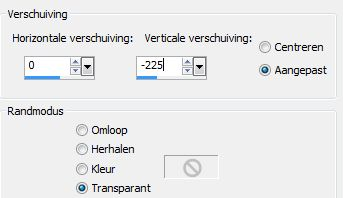 Verschuiving
Horizontale verschuiving: Verticale verschuiving:
0 -225 Centreren
Aangepast
Randmodus
Omloop
Herhalen
Kleur
Transparant